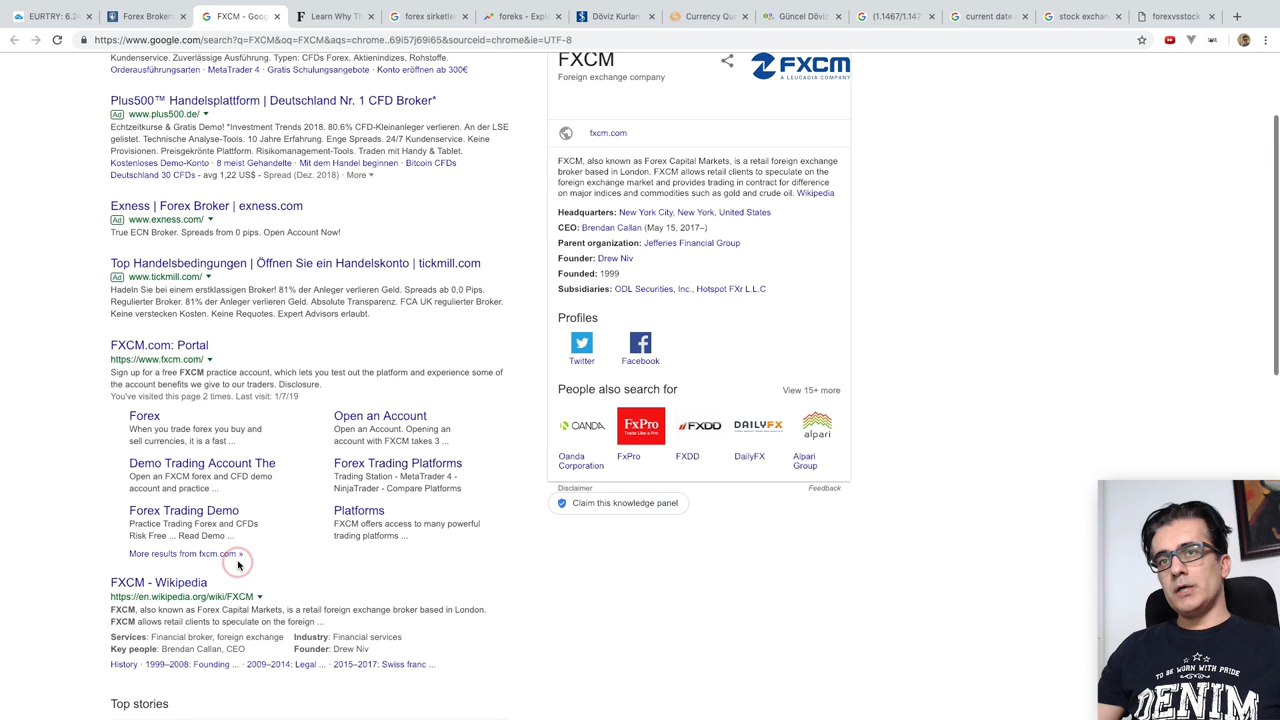 EURTRY: 6.24
Forex Broker
FXCM - Goog
Learn Why Th
forex sirketle
foreks - Explo
Döviz Kurları
Currency Qu
Güncel Döviz
(1.1467/1.147
current date
stock exchan
forexvsstock.
https://www.google.com/search?q=FXCM&oq=FXCM&aqs=chrome..69i57j69i65&sourceid=chrome&ie=UTF-8
Kundenservice. Zuverlässige Ausführung. Typen: CFDs Forex, Aktienindizes, Rohstoffe.
Orderausführungsarten · MetaTrader 4 · Gratis Schulungsangebote · Konto eröffnen ab 300€
Plus500™ Handelsplattform | Deutschland Nr. 1 CFD Broker*
Ad www.plus500.de/
Echtzeitkurse & Gratis Demo! *Investment Trends 2018. 80.6% CFD-Kleinanleger verlieren. An der LSE
gelistet. Technische Analyse-Tools. 10 Jahre Erfahrung. Enge Spreads. 24/7 Kundenservice. Keine
Provisionen. Preisgekrönte Plattform. Risikomanagement-Tools. Traden mit Handy & Tablet.
Kostenloses Demo-Konto · 8 meist Gehandelte · Mit dem Handel beginnen · Bitcoin CFDs
Deutschland 30 CFDs - avg 1,22 US$ - Spread (Dez. 2018) · More
Exness | Forex Broker | exness.com
Ad www.exness.com/
True ECN Broker. Spreads from 0 pips. Open Account Now!
Top Handelsbedingungen | Öffnen Sie ein Handelskonto | tickmill.com
Ad www.tickmill.com/
Handeln Sie bei einem erstklassigen Broker! 81% der Anleger verlieren Geld. Spreads ab 0,0 Pips.
Regulierter Broker. 81% der Anleger verlieren Geld. Absolute Transparenz. FCA UK regulierter Broker.
Keine versteckten Kosten. Keine Requotes. Expert Advisors erlaubt.
FXCM.com: Portal
https://www.fxcm.com/
Sign up for a free FXCM practice account, which lets you test out the platform and experience some of
the account benefits we give to our traders. Disclosure.
You've visited this page 2 times. Last visit: 1/7/19
Forex
When you trade forex you buy and
sell currencies, it is a fast ...
Open an Account
Open an Account. Opening an
account with FXCM takes 3 ...
Demo Trading Account The
Open an FXCM forex and CFD demo
account and practice ...
Forex Trading Platforms
Trading Station - MetaTrader 4 -
NinjaTrader - Compare Platforms
Forex Trading Demo
Practice Trading Forex and CFDs
Risk Free ... Read Demo ...
Platforms
FXCM offers access to many powerful
trading platforms ...
More results from fxcm.com »
FXCM - Wikipedia
https://en.wikipedia.org/wiki/FXCM
FXCM, also known as Forex Capital Markets, is a retail foreign exchange broker based in London.
FXCM allows retail clients to speculate on the foreign ...
Services: Financial broker, foreign exchange Industry: Financial services
Key people: Brendan Callan, CEO Founder: Drew Niv
History · 1999–2008: Founding ... · 2009–2014: Legal ... · 2015–2017: Swiss franc ...
Top stories
FXCM
Foreign exchange company
FXCM
A LEUCADIA COMPANY
fxcm.com
FXCM, also known as Forex Capital Markets, is a retail foreign exchange
broker based in London. FXCM allows retail clients to speculate on the
foreign exchange market and provides trading in contract for difference
on major indices and commodities such as gold and crude oil. Wikipedia
Headquarters: New York City, New York, United States
CEO: Brendan Callan (May 15, 2017–)
Parent organization: Jefferies Financial Group
Founder: Drew Niv
Founded: 1999
Subsidiaries: ODL Securities, Inc., Hotspot FXr L.L.C
Profiles
Twitter
Facebook
People also search for
View 15+ more
OANDA
FxPro
Trade Like a Pro
FXDD
DAILYFX
alpari
Oanda
Corporation
FxPro
FXDD
DailyFX
Alpari
Group
Disclaimer
Feedback
Claim this knowledge panel
TO BE WORN WITH PRIDE
DENIM